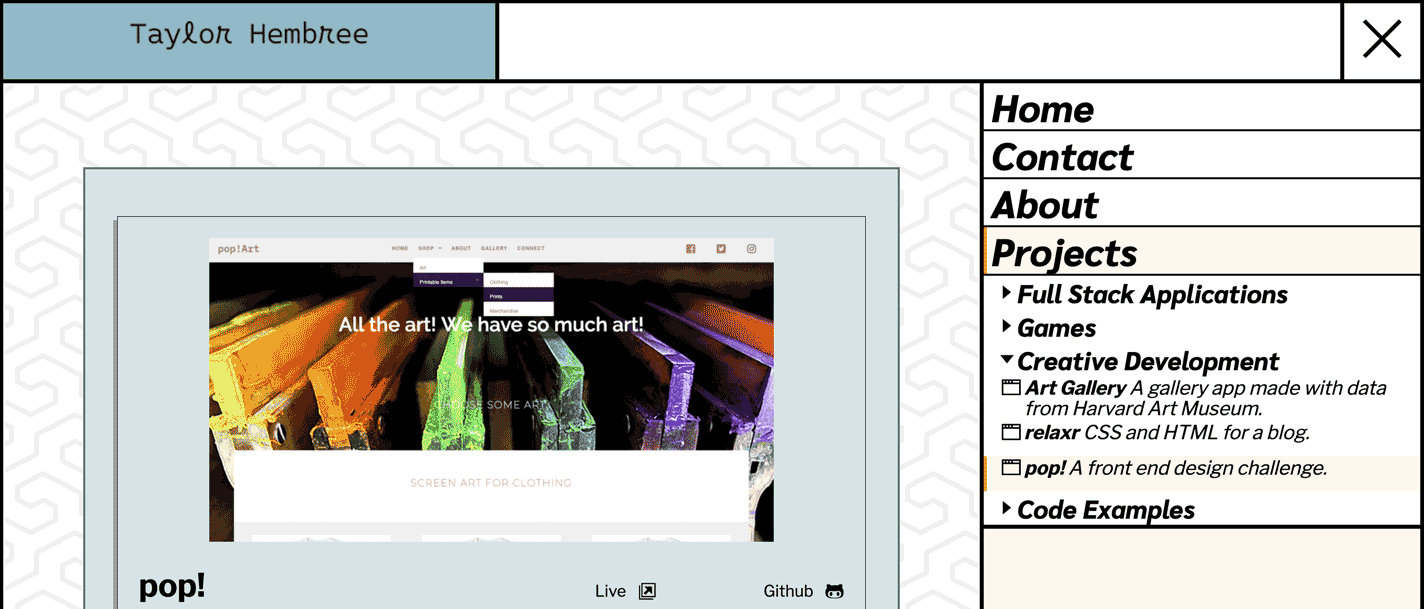 Taylor Hembree
pop!Art
HOME SHOP ABOUT GALLERY CONNECT
Art
Printable Items
Clothing
Prints
Merchandise
All the art! We have so much art!
CHOOSE SOME ART
SCREEN ART FOR CLOTHING
pop!
Live
Github
Home
Contact
About
Projects
Full Stack Applications
Games
Creative Development
Art Gallery A gallery app made with data
from Harvard Art Museum.
relaxr CSS and HTML for a blog.
pop! A front end design challenge.
Code Examples